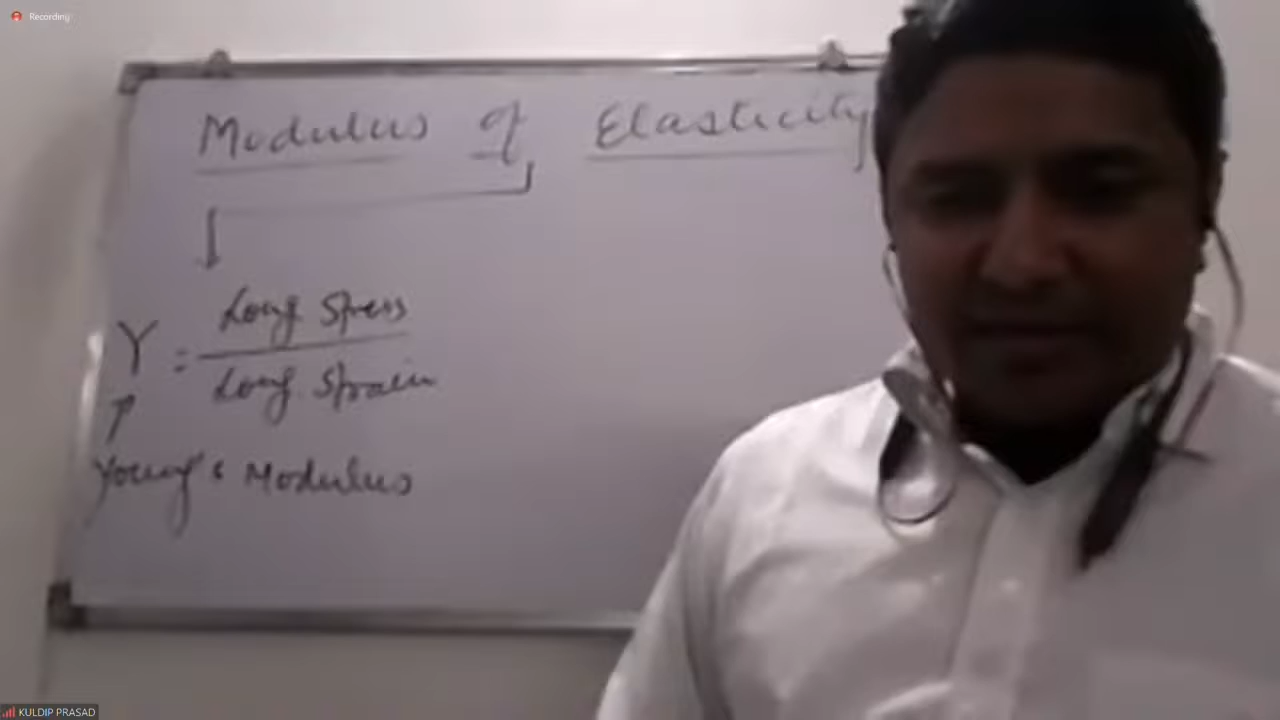 Recording
Modulus of Elasticity
Y = Long. Stress
Long. Strain
Young's Modulus
KULDIP PRASAD